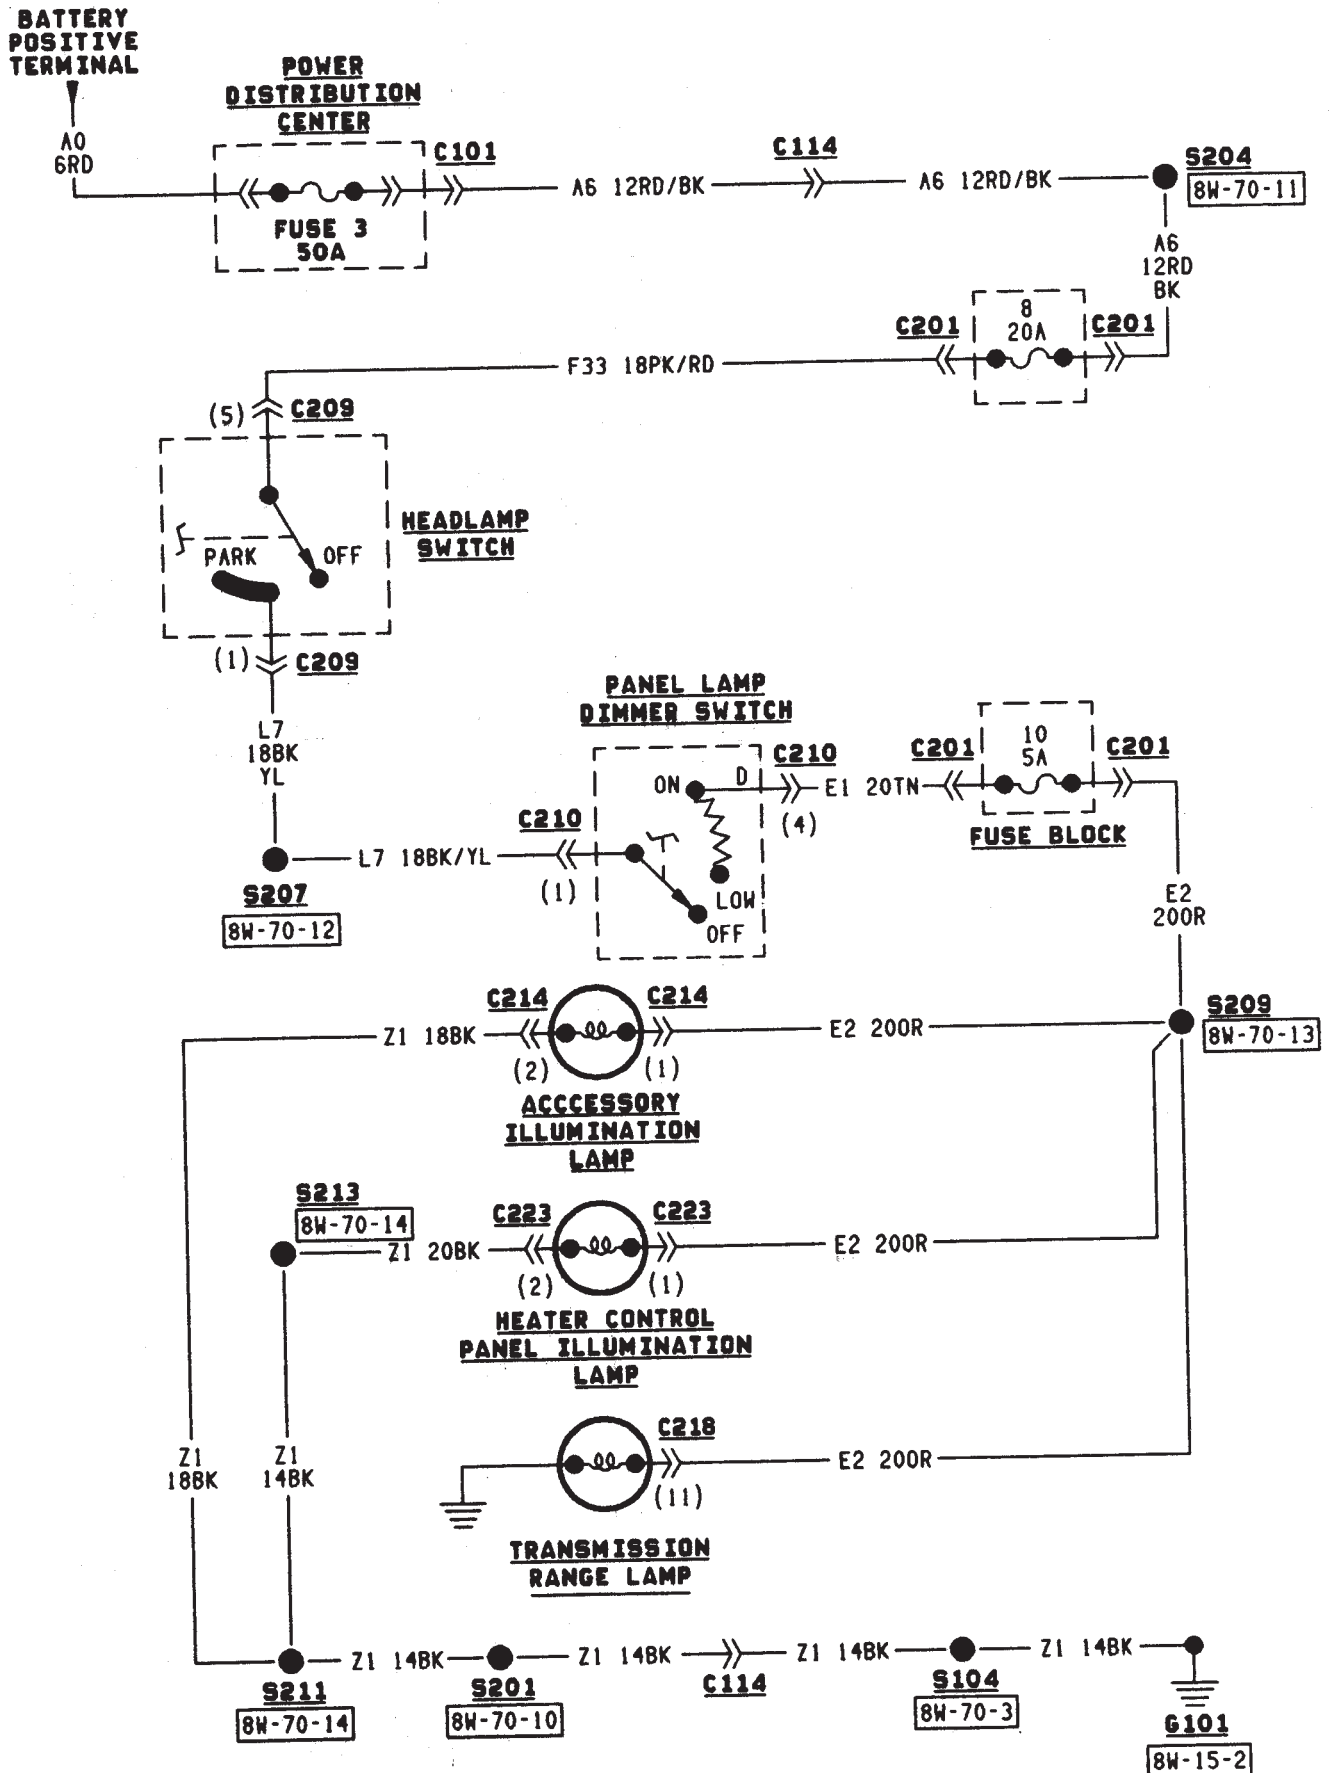 BATTERY
POSITIVE
TERMINAL
A0
6RD
POWER
DISTRIBUTION
CENTER
FUSE 3
50A
C101
A6 12RD/BK
C114
A6 12RD/BK
S204
8W-70-11
A6
12RD
BK
C201
8
20A
C201
F33 18PK/RD
(5)
C209
HEADLAMP
SWITCH
PARK
OFF
(1)
C209
L7
18BK
YL
S207
8W-70-12
L7 18BK/YL
C210
(1)
PANEL LAMP
DIMMER SWITCH
ON
D
LOW
OFF
C210
(4)
E1 20TN
C201
10
5A
C201
FUSE BLOCK
E2
200R
S209
8W-70-13
Z1 18BK
C214
(2)
C214
(1)
E2 200R
ACCCESSORY
ILLUMINATION
LAMP
S213
8W-70-14
Z1 20BK
C223
(2)
C223
(1)
E2 200R
HEATER CONTROL
PANEL ILLUMINATION
LAMP
C218
(11)
E2 200R
TRANSMISSION
RANGE LAMP
Z1
18BK
Z1
14BK
S211
8W-70-14
Z1 14BK
S201
8W-70-10
Z1 14BK
C114
Z1 14BK
S104
8W-70-3
Z1 14BK
G101
8W-15-2